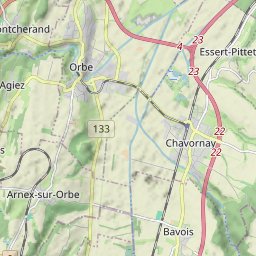 ontcherand
23
4
Essert-Pittet
Orbe
23
Agiez
133
22
Chavornay
22
Arnex-sur-Orbe
Bavois